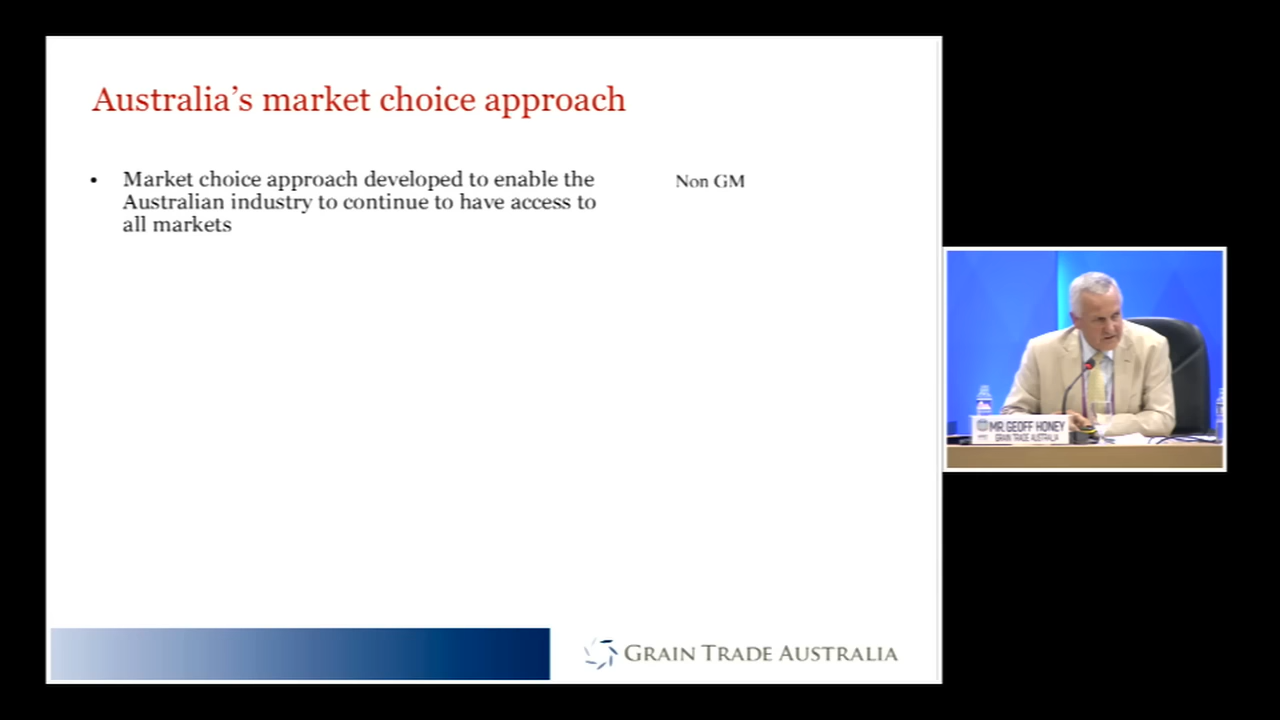 Australia's market choice approach
• Market choice approach developed to enable the
Australian industry to continue to have access to
all markets
Non GM
GRAIN TRADE AUSTRALIA
MR. GEOFF HONEY
GRAIN TRADE AUSTRALIA